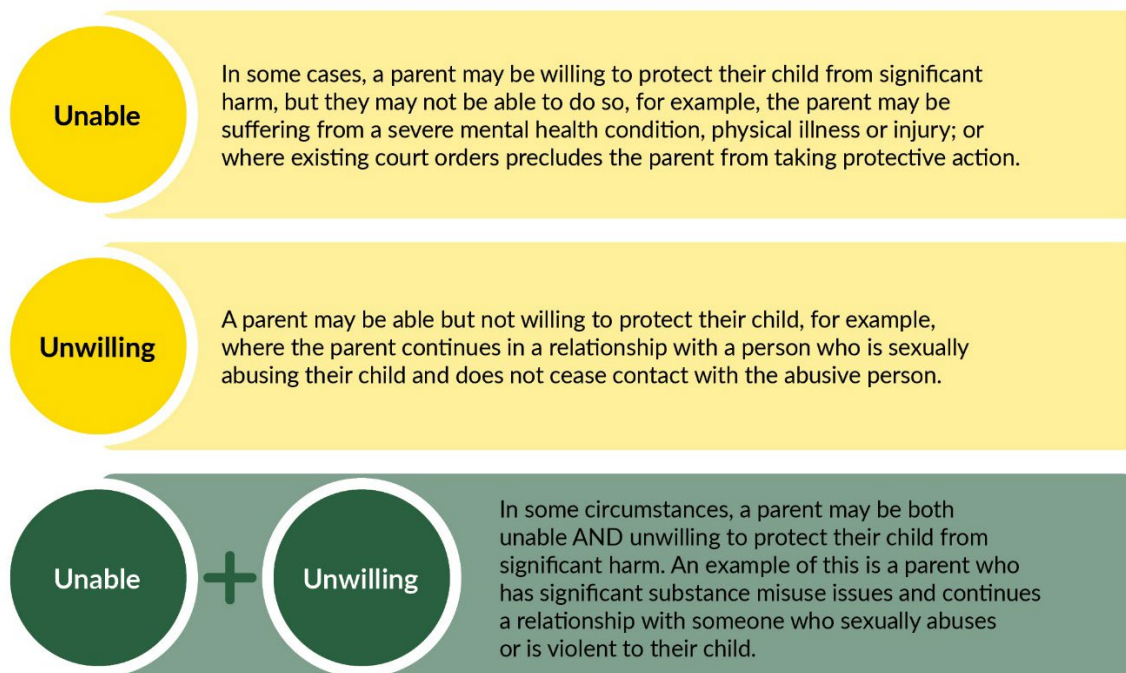 Unable
In some cases, a parent may be willing to protect their child from significant
harm, but they may not be able to do so, for example, the parent may be
suffering from a severe mental health condition, physical illness or injury; or
where existing court orders precludes the parent from taking protective action.
Unwilling
A parent may be able but not willing to protect their child, for example,
where the parent continues in a relationship with a person who is sexually
abusing their child and does not cease contact with the abusive person.
Unable + Unwilling
In some circumstances, a parent may be both
unable AND unwilling to protect their child from
significant harm. An example of this is a parent who
has significant substance misuse issues and continues
a relationship with someone who sexually abuses
or is violent to their child.